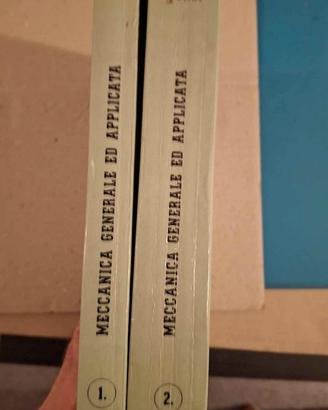 MECCANICA GENERALE ED APPLICATA
1.
MECCANICA GENERALE ED APPLICATA
2.